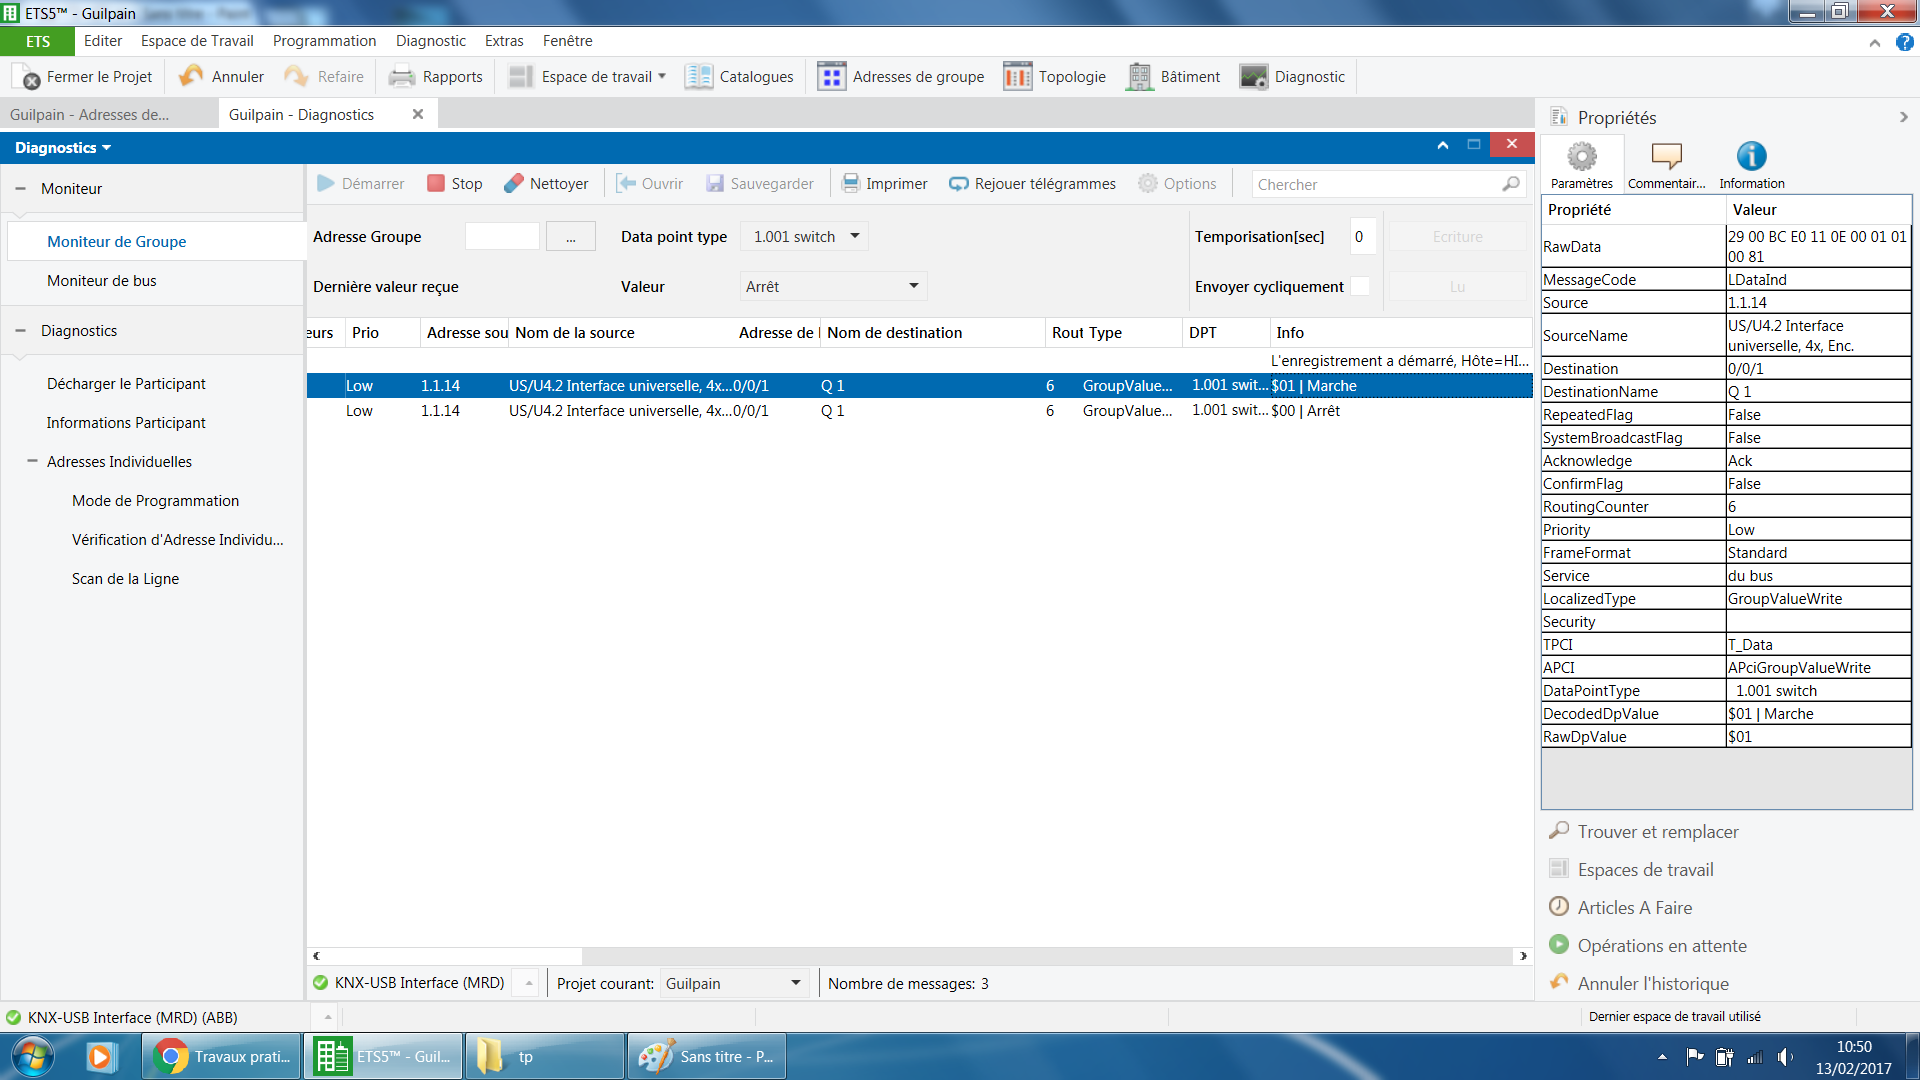 ETS5™ - Guilpain
ETS Editer Espace de Travail Programmation Diagnostic Extras Fenêtre
Fermer le Projet Annuler Refaire Rapports Espace de travail Catalogues Adresses de groupe Topologie Bâtiment Diagnostic
Guilpain - Adresses de... Guilpain - Diagnostics
Diagnostics
Moniteur
Moniteur de Groupe
Moniteur de bus
Diagnostics
Décharger le Participant
Informations Participant
Adresses Individuelles
Mode de Programmation
Vérification d'Adresse Individu...
Scan de la Ligne
Démarrer Stop Nettoyer Ouvrir Sauvegarder Imprimer Rejouer télégrammes Options Chercher
Adresse Groupe ... Data point type 1.001 switch Temporisation[sec] 0 Ecriture
Dernière valeur reçue Valeur Arrêt Envoyer cycliquement Lu
eurs Prio Adresse sou Nom de la source Adresse de Nom de destination Rout Type DPT Info
L'enregistrement a démarré, Hôte=HI...
Low 1.1.14 US/U4.2 Interface universelle, 4x... 0/0/1 Q 1 6 GroupValue... 1.001 swit... $01 | Marche
Low 1.1.14 US/U4.2 Interface universelle, 4x... 0/0/1 Q 1 6 GroupValue... 1.001 swit... $00 | Arrêt
KNX-USB Interface (MRD) Projet courant: Guilpain Nombre de messages: 3
Propriétés
Paramètres Commentair... Information
Propriété Valeur
RawData 29 00 BC E0 11 0E 00 01 01
00 81
MessageCode LDataInd
Source 1.1.14
SourceName US/U4.2 Interface
universelle, 4x, Enc.
Destination 0/0/1
DestinationName Q 1
RepeatedFlag False
SystemBroadcastFlag False
Acknowledge Ack
ConfirmFlag False
RoutingCounter 6
Priority Low
FrameFormat Standard
Service du bus
LocalizedType GroupValueWrite
Security
TPCI T_Data
APCI APciGroupValueWrite
DataPointType 1.001 switch
DecodedDpValue $01 | Marche
RawDpValue $01
Trouver et remplacer
Espaces de travail
Articles A Faire
Opérations en attente
Annuler l'historique
KNX-USB Interface (MRD) (ABB) Dernier espace de travail utilisé
Travaux prati... ETS5™ - Guil... tp Sans titre - P... 10:50
13/02/2017